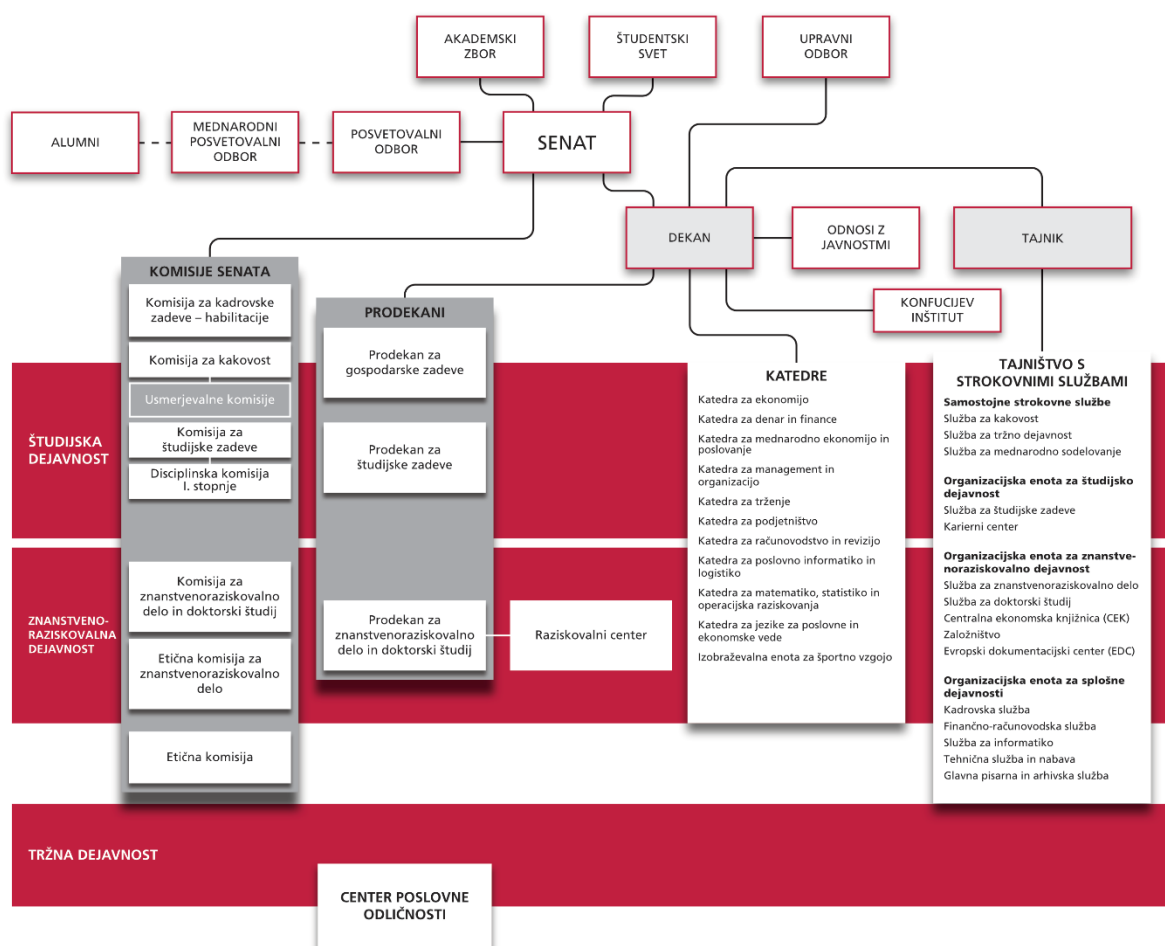 AKADEMSKI
ZBOR
ŠTUDENTSKI
SVET
UPRAVNI
ODBOR
ALUMNI
MEDNARODNI
POSVETOVALNI
ODBOR
POSVETOVALNI
ODBOR
SENAT
DEKAN
ODNOSI Z
JAVNOSTMI
TAJNIK
KONFUCIJEV
INŠTITUT
KOMISIJE SENATA
Komisija za kadrovske
zadeve – habilitacije
Komisija za kakovost
Usmerjevalne komisije
Komisija za
študijske zadeve
Disciplinska komisija
I. stopnje
Komisija za
znanstvenoraziskovalno
delo in doktorski študij
Etična komisija za
znanstvenoraziskovalno
delo
Etična komisija
PRODEKANI
Prodekan za
gospodarske zadeve
Prodekan za
študijske zadeve
Prodekan za
znanstvenoraziskovalno
delo in doktorski študij
Raziskovalni center
KATEDRE
Katedra za ekonomijo
Katedra za denar in finance
Katedra za mednarodno ekonomijo in
poslovanje
Katedra za management in
organizacijo
Katedra za trženje
Katedra za podjetništvo
Katedra za računovodstvo in revizijo
Katedra za poslovno informatiko in
logistiko
Katedra za matematiko, statistiko in
operacijska raziskovanja
Katedra za jezike za poslovne in
ekonomske vede
Izobraževalna enota za športno vzgojo
TAJNIŠTVO S
STROKOVNIMI SLUŽBAMI
Samostojne strokovne službe
Služba za kakovost
Služba za tržno dejavnost
Služba za mednarodno sodelovanje
Organizacijska enota za študijsko
dejavnost
Služba za študijske zadeve
Karierni center
Organizacijska enota za znanstve-
noraziskovalno dejavnost
Služba za znanstvenoraziskovalno delo
Služba za doktorski študij
Centralna ekonomska knjižnica (CEK)
Založništvo
Evropski dokumentacijski center (EDC)
Organizacijska enota za splošne
dejavnosti
Kadrovska služba
Finančno-računovodska služba
Služba za informatiko
Tehnična služba in nabava
Glavna pisarna in arhivska služba
ŠTUDIJSKA
DEJAVNOST
ZNANSTVENO-
RAZISKOVALNA
DEJAVNOST
TRŽNA DEJAVNOST
CENTER POSLOVNE
ODLIČNOSTI